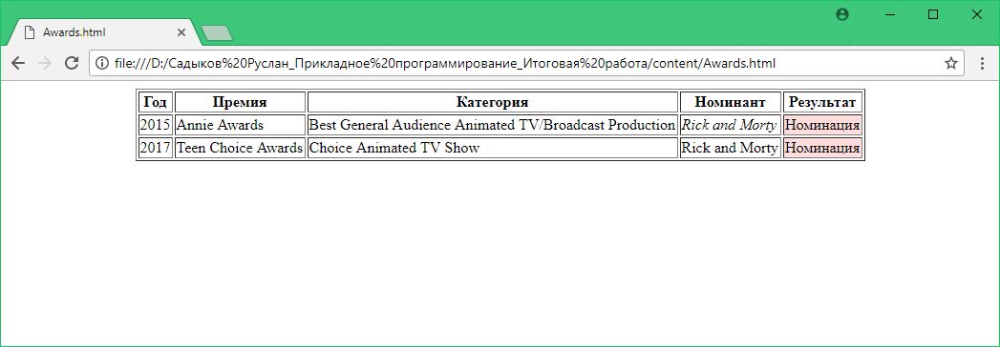 Awards.html
file:///D:/Садыков%20Руслан_Прикладное%20программирование_Итоговая%20работа/content/Awards.html
Год Премия Категория Номинант Результат
2015 Annie Awards Best General Audience Animated TV/Broadcast Production Rick and Morty Номинация
2017 Teen Choice Awards Choice Animated TV Show Rick and Morty Номинация